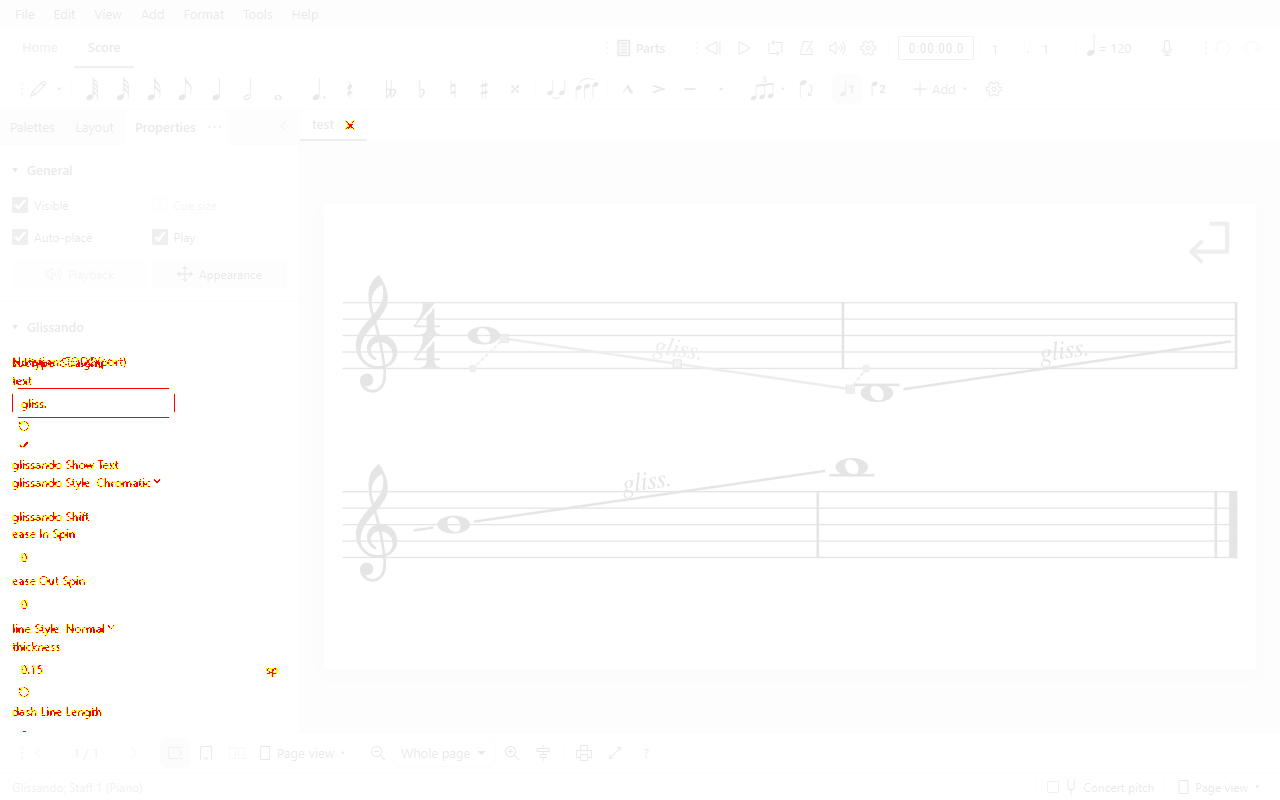 File Edit View Add Format Tools Help
Home Score Parts 0:00:00.0 1 . 1 = 120
Add
Palettes Layout Properties test
General
Visible Cue size
Auto-place Play
Playback Appearance
Glissando
text
gliss.
glissando Show Text
glissando Style Chromatic
glissando Shift
ease In Spin
0
ease Out Spin
0
line Style Normal
thickness
0.15 sp
dash Line Length
gliss.
gliss.
gliss.
1 / 1 Page view Whole page ?
Glissando; Staff 1 (Piano) Concert pitch Page view